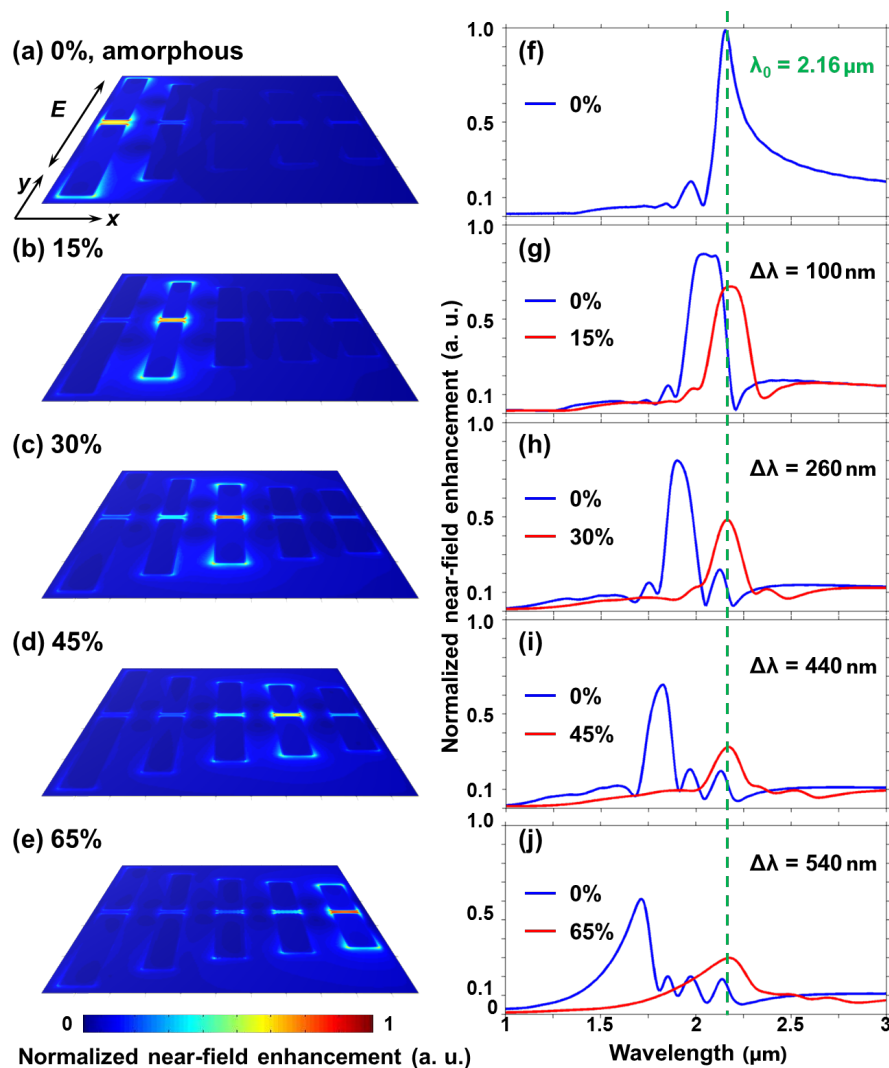 (a) 0%, amorphous
E
y
x
(b) 15%
(c) 30%
(d) 45%
(e) 65%
0
1
Normalized near-field enhancement (a. u.)
Normalized near-field enhancement (a. u.)
1.0
(f)
λ0 = 2.16 μm
0%
0.5
0.1
1.0
(g)
Δλ = 100 nm
0%
15%
0.5
0.1
1.0
(h)
Δλ = 260 nm
0%
0.5
30%
0.1
1.0
(i)
Δλ = 440 nm
0%
0.5
45%
0.1
1.0
(j)
Δλ = 540 nm
0%
0.5
65%
0.1
0
1
1.5
2
2.5
3
Wavelength (μm)